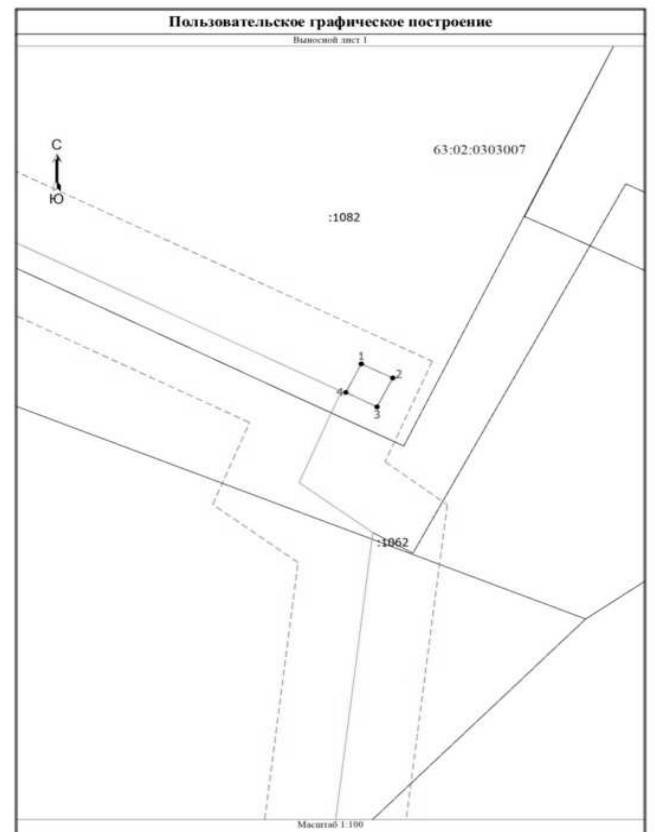 Пользовательское графическое построение
Выносной лист 1
63:02:0303007
С
Ю
:1082
1
2
4
3
:1062
Масштаб 1:100